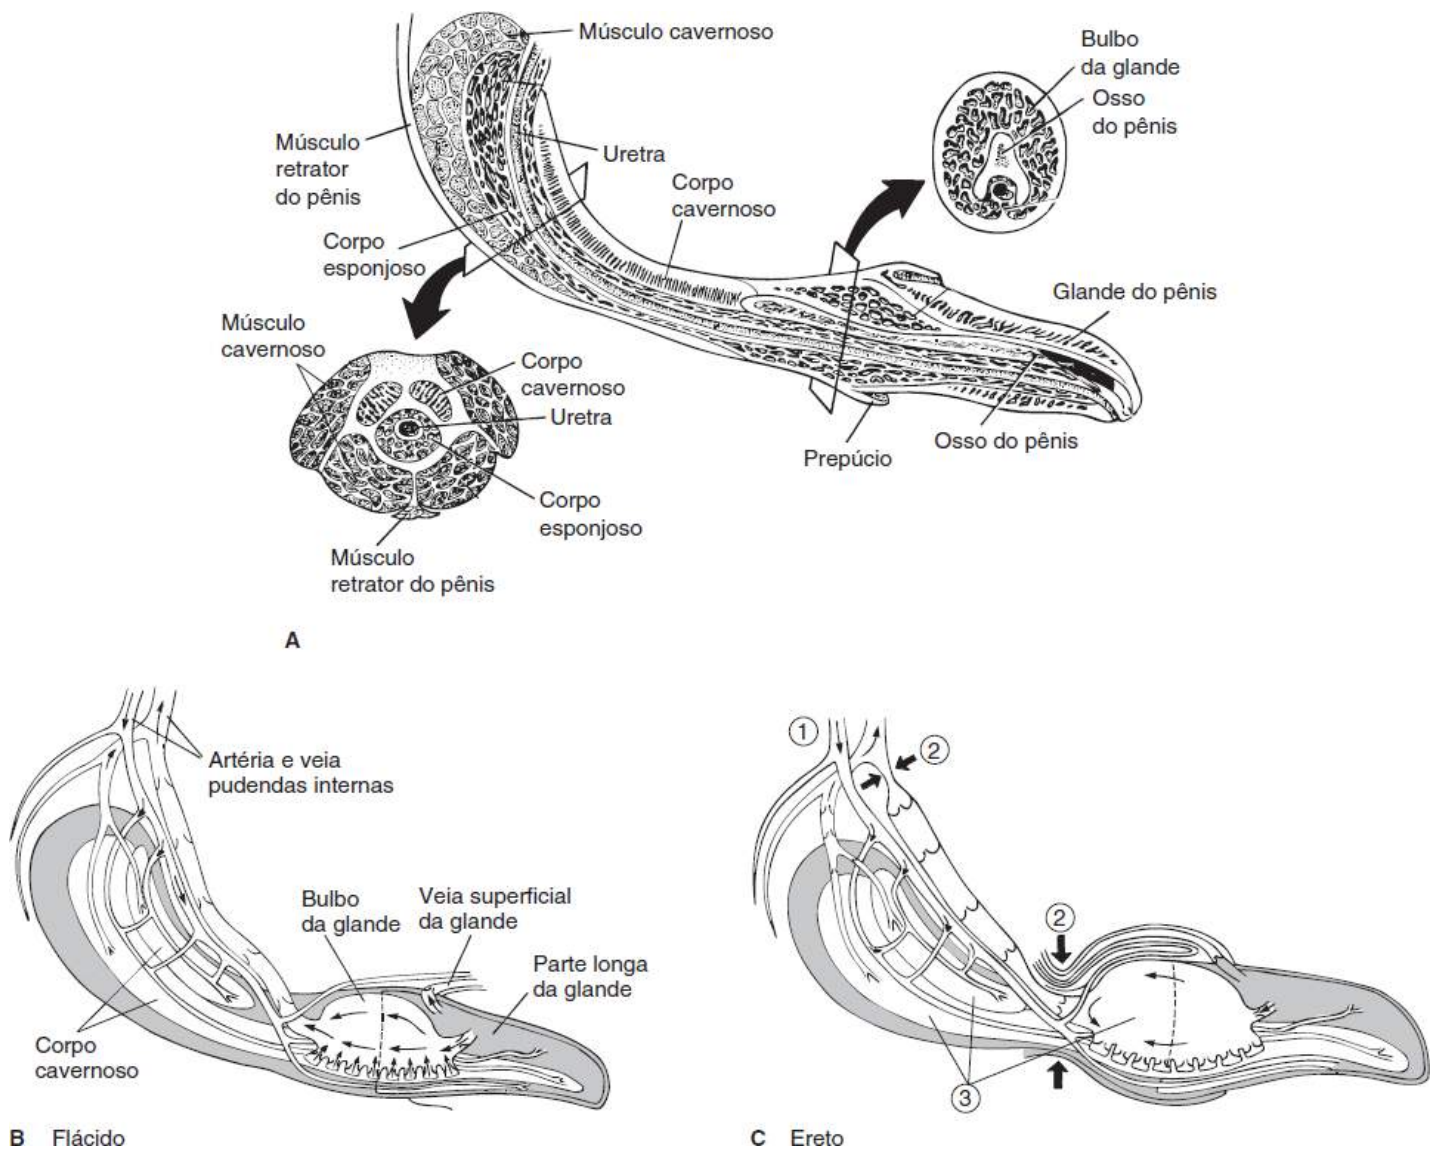 Músculo cavernoso
Bulbo
da glande
Osso
do pênis
Músculo
retrator
do pênis
Uretra
Corpo
cavernoso
Corpo
esponjoso
Glande do pênis
Músculo
cavernoso
Corpo
cavernoso
Uretra
Osso do pênis
Prepúcio
Corpo
esponjoso
Músculo
retrator do pênis
A
Artéria e veia
pudendas internas
Bulbo
da glande
Veia superficial
da glande
Parte longa
da glande
Corpo
cavernoso
B Flácido
1
2
2
3
C Ereto